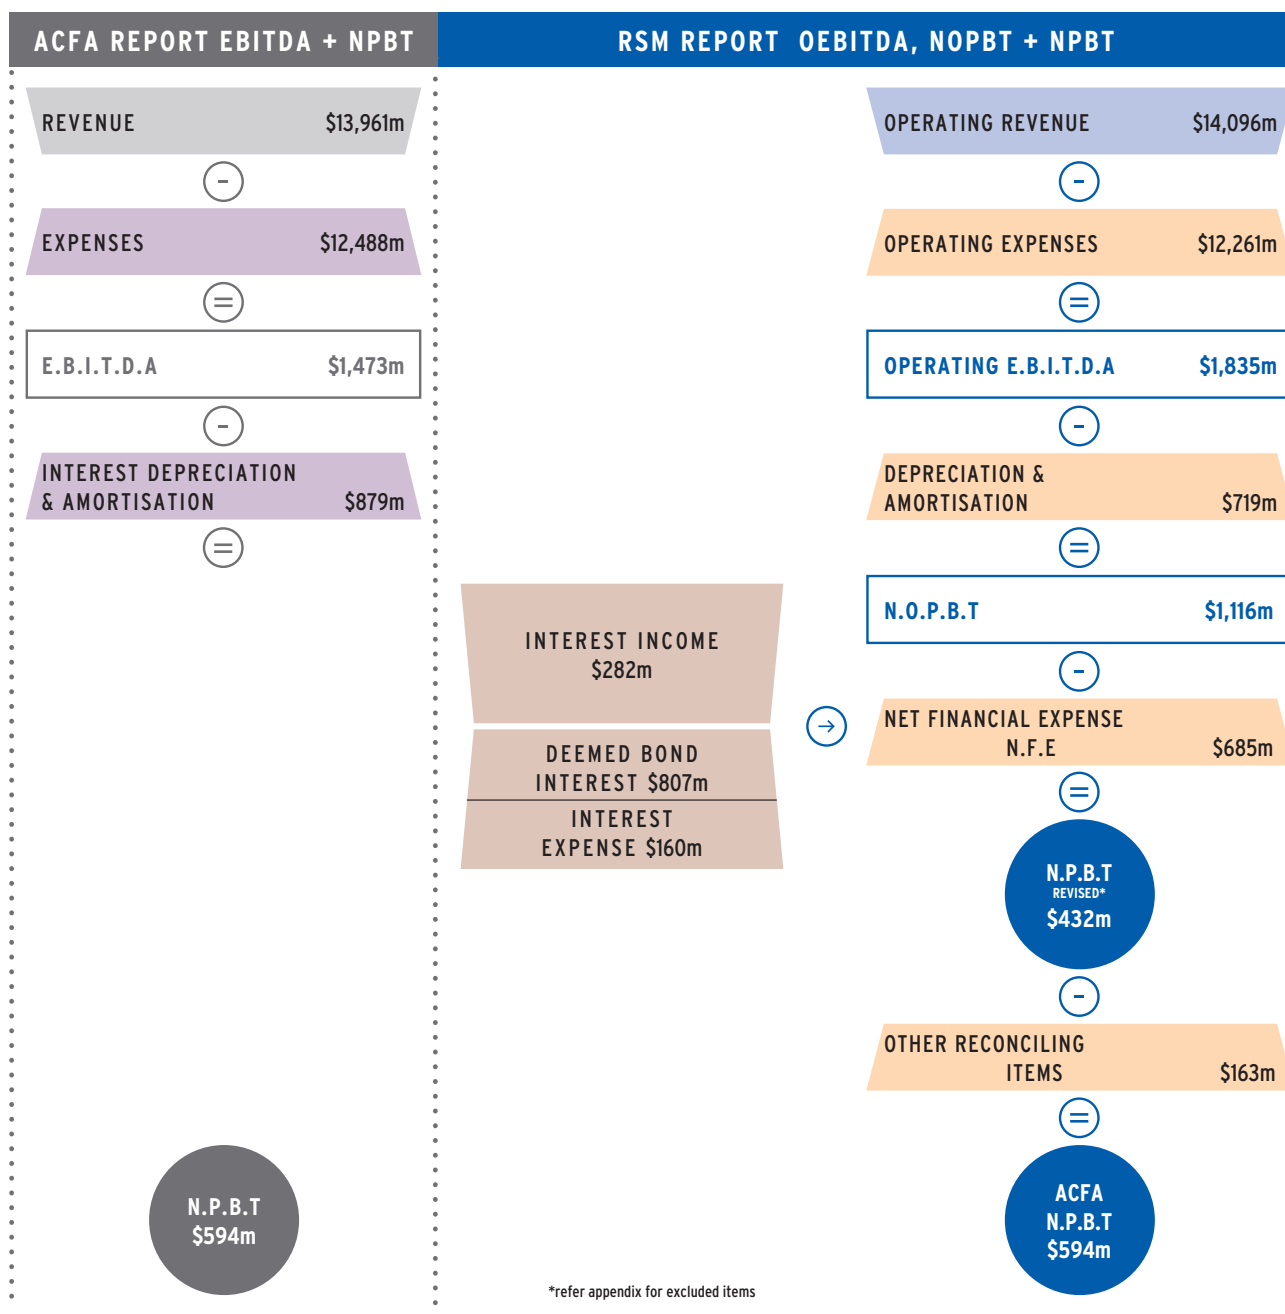 ACFA REPORT EBITDA + NPBT
RSM REPORT OEBITDA, NOPBT + NPBT
REVENUE $13,961m
-
EXPENSES $12,488m
=
E.B.I.T.D.A $1,473m
-
INTEREST DEPRECIATION
& AMORTISATION $879m
=
N.P.B.T
$594m
INTEREST INCOME
$282m
DEEMED BOND
INTEREST $807m
INTEREST
EXPENSE $160m
→
OPERATING REVENUE $14,096m
-
OPERATING EXPENSES $12,261m
=
OPERATING E.B.I.T.D.A $1,835m
-
DEPRECIATION &
AMORTISATION $719m
=
N.O.P.B.T $1,116m
-
NET FINANCIAL EXPENSE
N.F.E $685m
=
N.P.B.T
REVISED*
$432m
-
OTHER RECONCILING
ITEMS $163m
=
ACFA
N.P.B.T
$594m
*refer appendix for excluded items